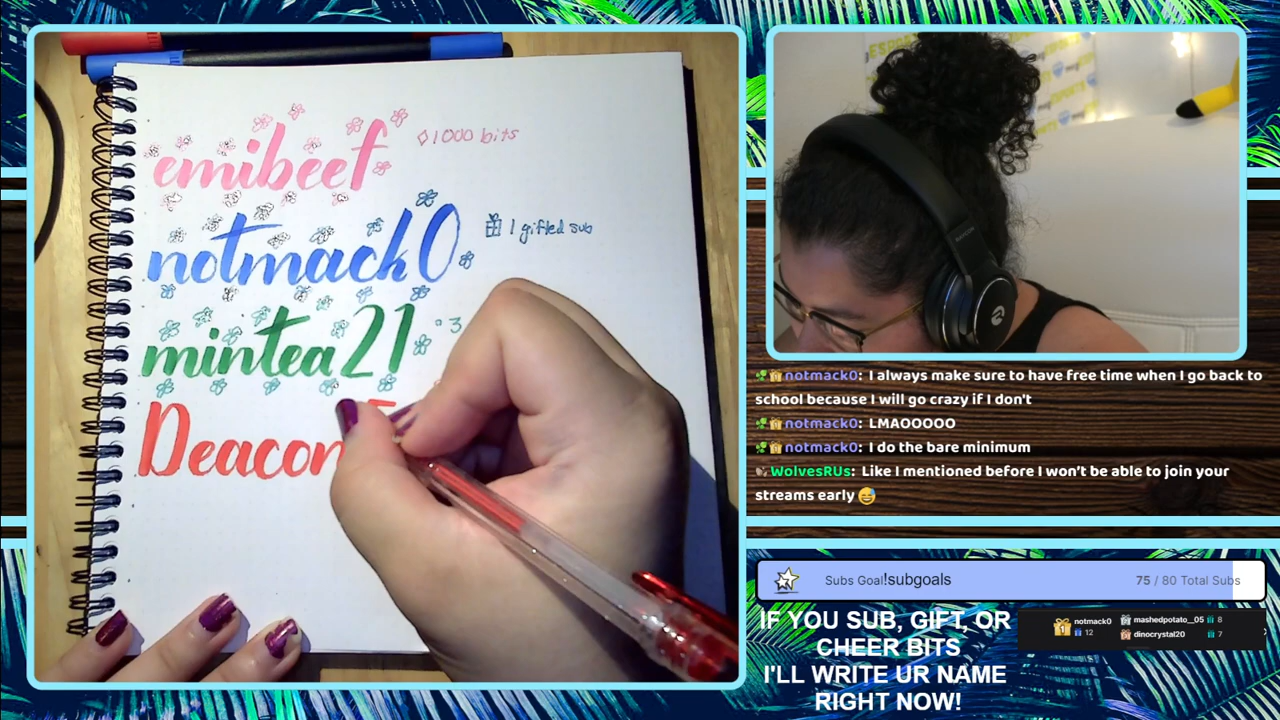 emibeef
1000 bits
notmack0
1 gifted sub
mintea21
3
Deacon
notmack0: I always make sure to have free time when I go back to
school because I will go crazy if I don't
notmack0: LMAOOOOO
notmack0: I do the bare minimum
WolvesRUs: Like I mentioned before I won't be able to join your
streams early 😅
Subs Goal!subgoals
75 / 80 Total Subs
IF YOU SUB, GIFT, OR
CHEER BITS
I'LL WRITE UR NAME
RIGHT NOW!
1
notmack0
12
mashedpotato_05 8
dinocrystal20 7